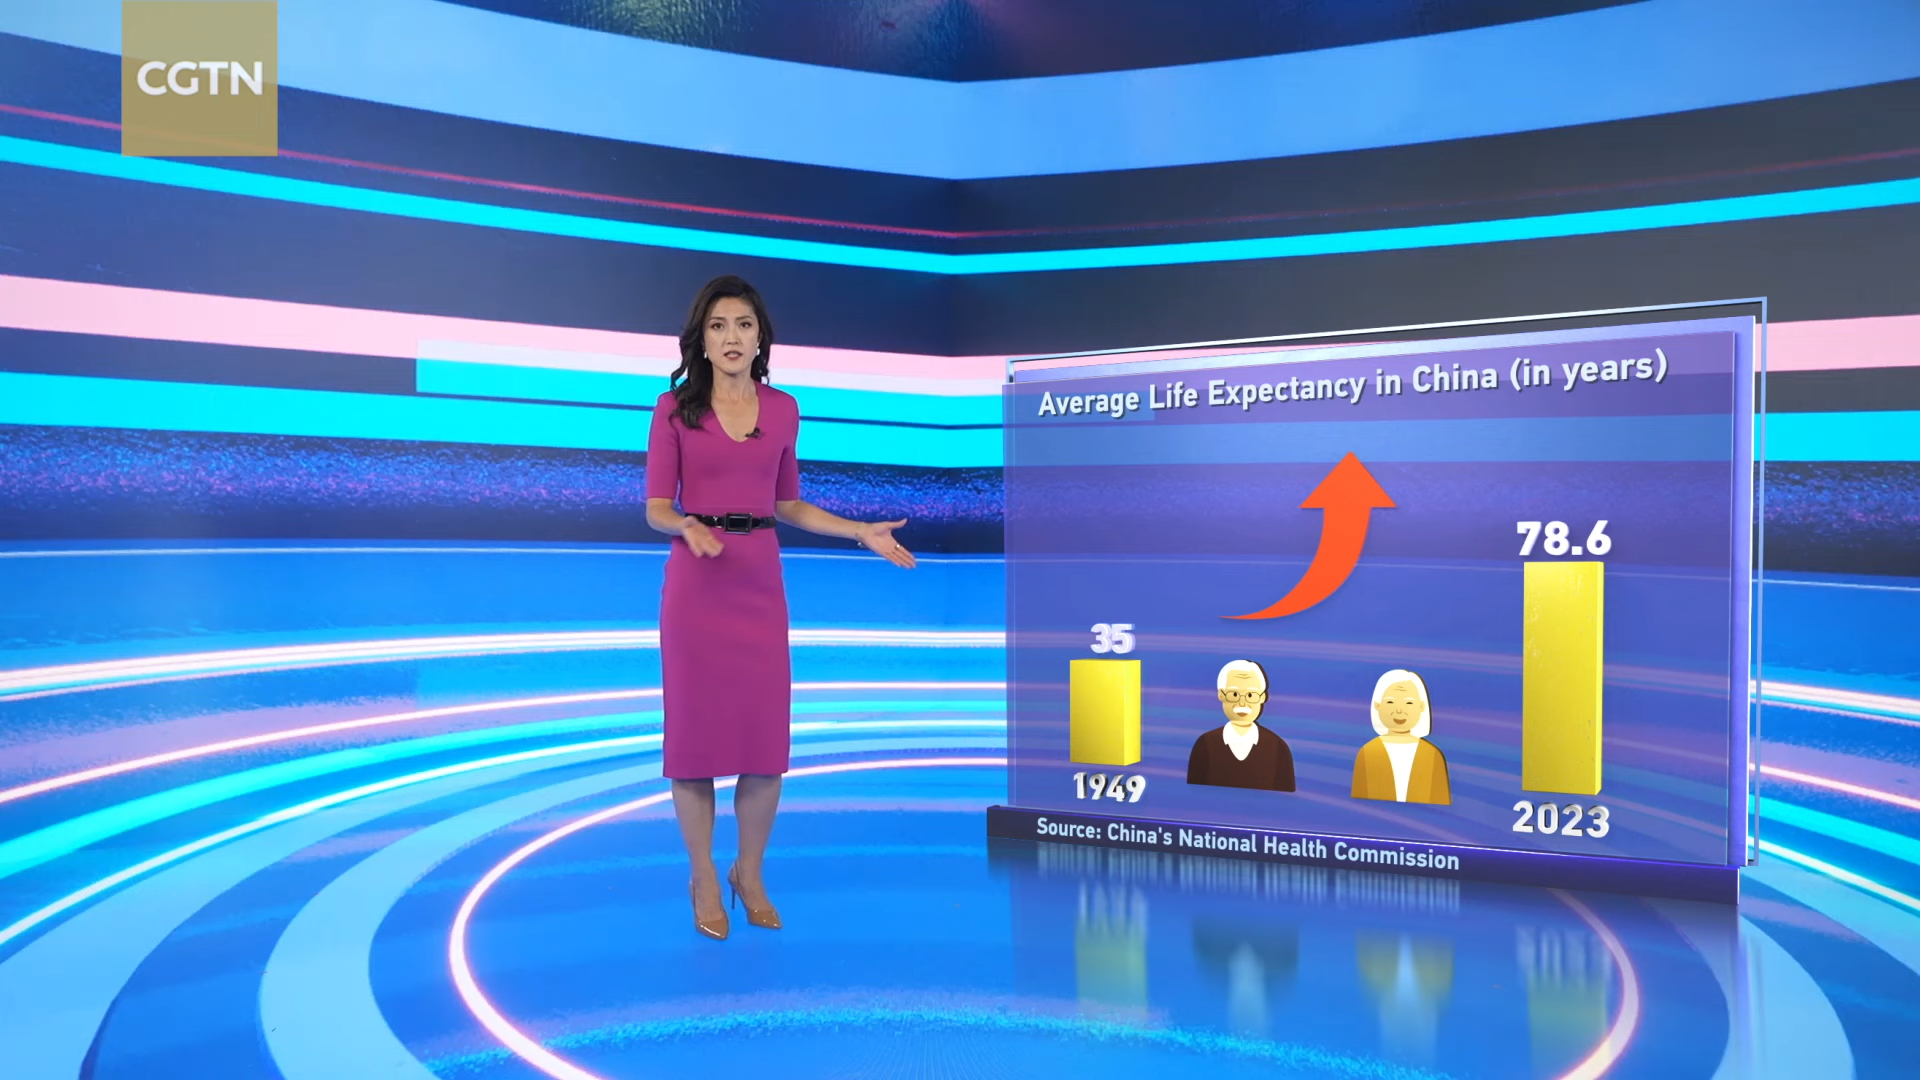 CGTN
Average Life Expectancy in China (in years)
35
78.6
1949
2023
Source: China's National Health Commission